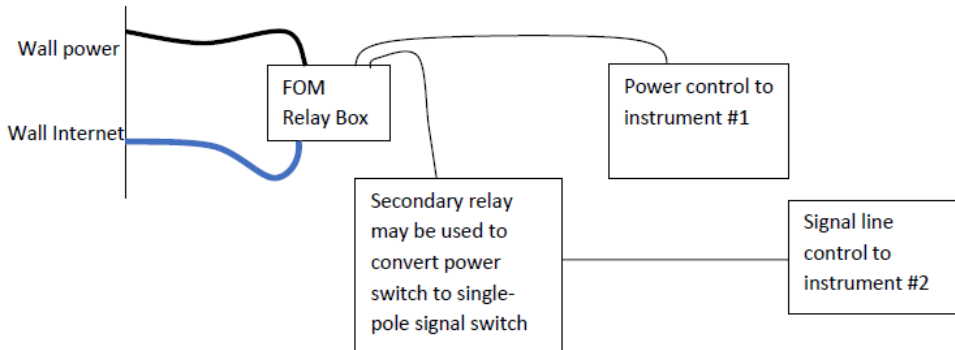 Wall power
FOM
Relay Box
Wall Internet
Power control to
instrument #1
Secondary relay
may be used to
convert power
switch to single-
pole signal switch
Signal line
control to
instrument #2